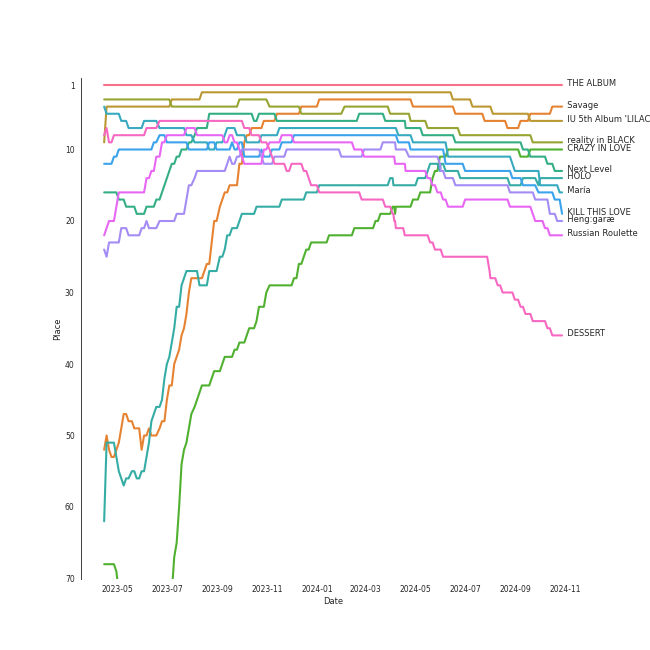 THE ALBUM
Savage
IU 5th Album 'LILAC
reality in BLACK
CRAZY IN LOVE
Next Level
HOLO
María
KILL THIS LOVE
Heng:garæ
Russian Roulette
DESSERT
1
10
20
30
40
50
60
70
Place
2023-05
2023-07
2023-09
2023-11
2024-01
2024-03
2024-05
2024-07
2024-09
2024-11
Date